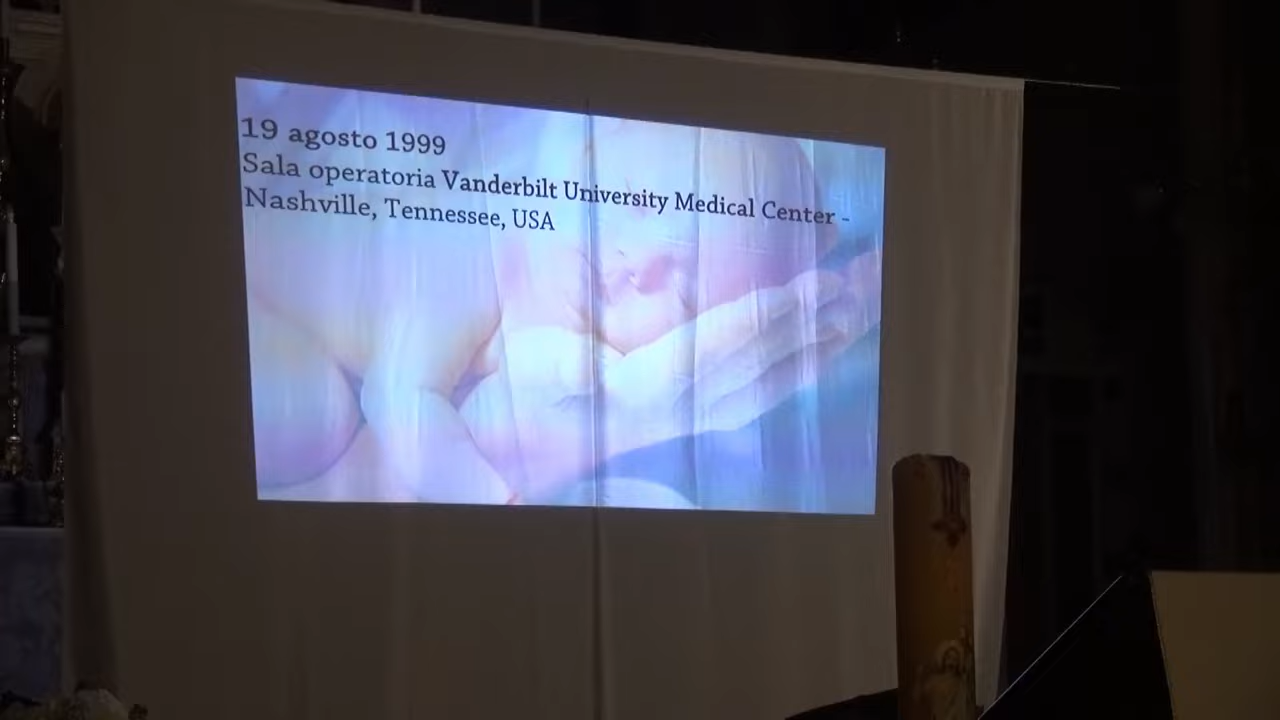 19 agosto 1999
Sala operatoria Vanderbilt University Medical Center -
Nashville, Tennessee, USA